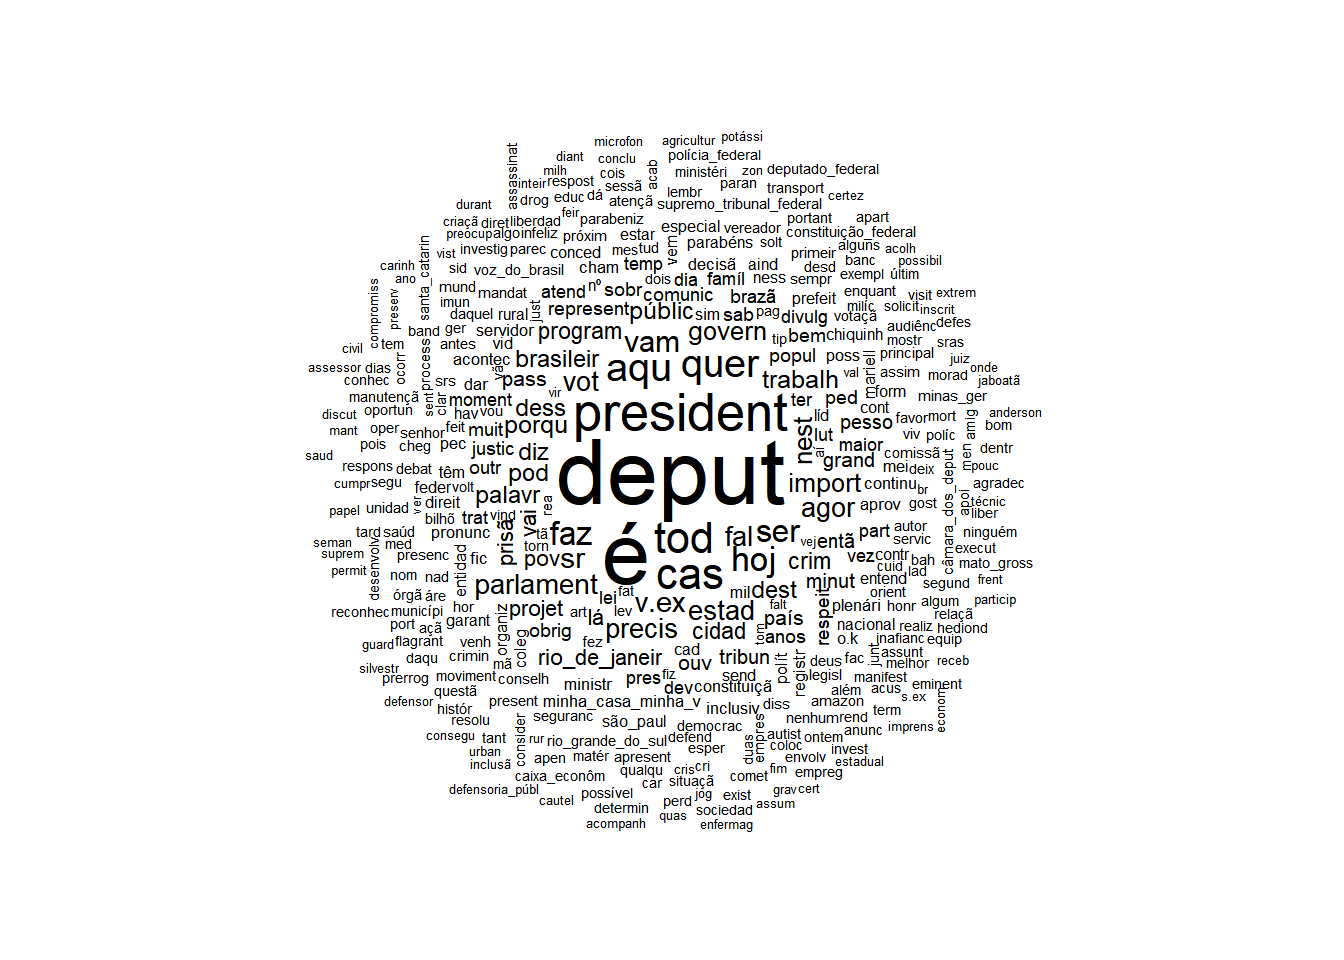 microfon agricultur potássi
assassinat diant conclu polícia_federal
milh cois acab ministéri zon deputado_federal
inteir respost sessã lembr paran transport
durant drog educ dá atençã supremo_tribunal_federal certez
criaçã diret liberdad feir parabeniz especial vereador portant apart
preocup algo infeliz próxim estar vem parabéns solt constituição_federal
vist investig parec conced mes tud decisã aind primeir alguns acolh
carinh santa_catarin sid voz_do_brasil cham temp dois dia famíl ness sempr desd banc possibil
ano mund mandat atend nº sobr comunic brazã prefeit exempl últim
compromiss preserv imun daquel rural just represent públic sim sab pag divulg enquant visit extrem
band ger servidor program vam govern tip bem votaçã milíc solicit inscrit
civil tem antes vid chiquinh audiênc defes
assessor dias ocorr process acontec vã brasileir aqu quer popul poss mostr sras
conhec srs dar pass vir vot trabalh val mariell principal juiz
manutençã sent clar moment ter ped assim morad onde
discut oportun hav vou dess president nest cont form minas_ger jaboatã
mant oper senhor feit muit porqu líd pesso favor mort anderson
pois cheg pec justic diz aí lut maior viv políc amig bom
saud respons debat têm outr pod deput grand comissã men dentr
cumpr segu feder volt palavr import mei deix câmara_dos_deput pouc
papel unidad ver direit rea continu br apoi agradec
bilhõ trat vind vai agor aprov gost técnic
tard saúd pronunc prisã tã faz é tod fal ser part autor liber
seman med torn vej entã servic ninguém
suprem desenvolv presenc entidad fic pov sr cas hoj crim vez contr bah execut
permit nom nad parlament mil dest minut cuid lad mato_gross
órgã áre lei fat entend orient segund frent
reconhec municípi hor organiz projet art lev v.ex estad falt país respeit plenári honr algum particip
port açã garant lá tom nacional realiz relaçã
guard flagrant venh coleg obrig fez precis cidad anos o.k inafianc equip hediond
daqu crimin mã rio_de_janeir cad ouv tribun polít registr deus fac junt assunt
silvestr prerrog moviment conselh ministr pres fiz send legisl melhor receb
questã dev constituiçã além acus manifest eminent
defensor histór present minha_casa_minha_v inclusiv diss amazon s.ex econom
resolu seguranc são_paul democrac nenhum rend term imprens
consegu tant consider rur rio_grande_do_sul defend duas empres autist ontem anunc
urban apen matér apresent esper coloc envolv invest
inclusã caixa_econôm qualqu cris cri comet fim empreg estadual
defensoria_públ possível car situaçã jog exist grav cert
cautel determin perd sociedad assum
acompanh quas enfermag